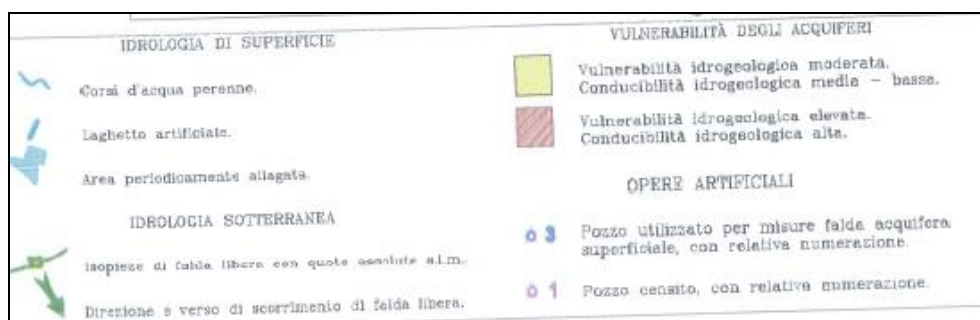 IDROLOGIA DI SUPERFICIE
Corsi d'acqua perenne.
Laghetto artificiale.
Area periodicamente allagata.
IDROLOGIA SOTTERRANEA
Isopieze di falda libera con quote assolute s.l.m.
Direzione e verso di scorrimento di falda libera.
VULNERABILITÀ DEGLI ACQUIFERI
Vulnerabilità idrogeologica moderata.
Conducibilità idrogeologica media - bassa.
Vulnerabilità idrogeologica elevata.
Conducibilità idrogeologica alta.
OPERE ARTIFICIALI
3 Pozzo utilizzato per misure falda acquifera
superficiale, con relativa numerazione.
1 Pozzo censito, con relativa numerazione.